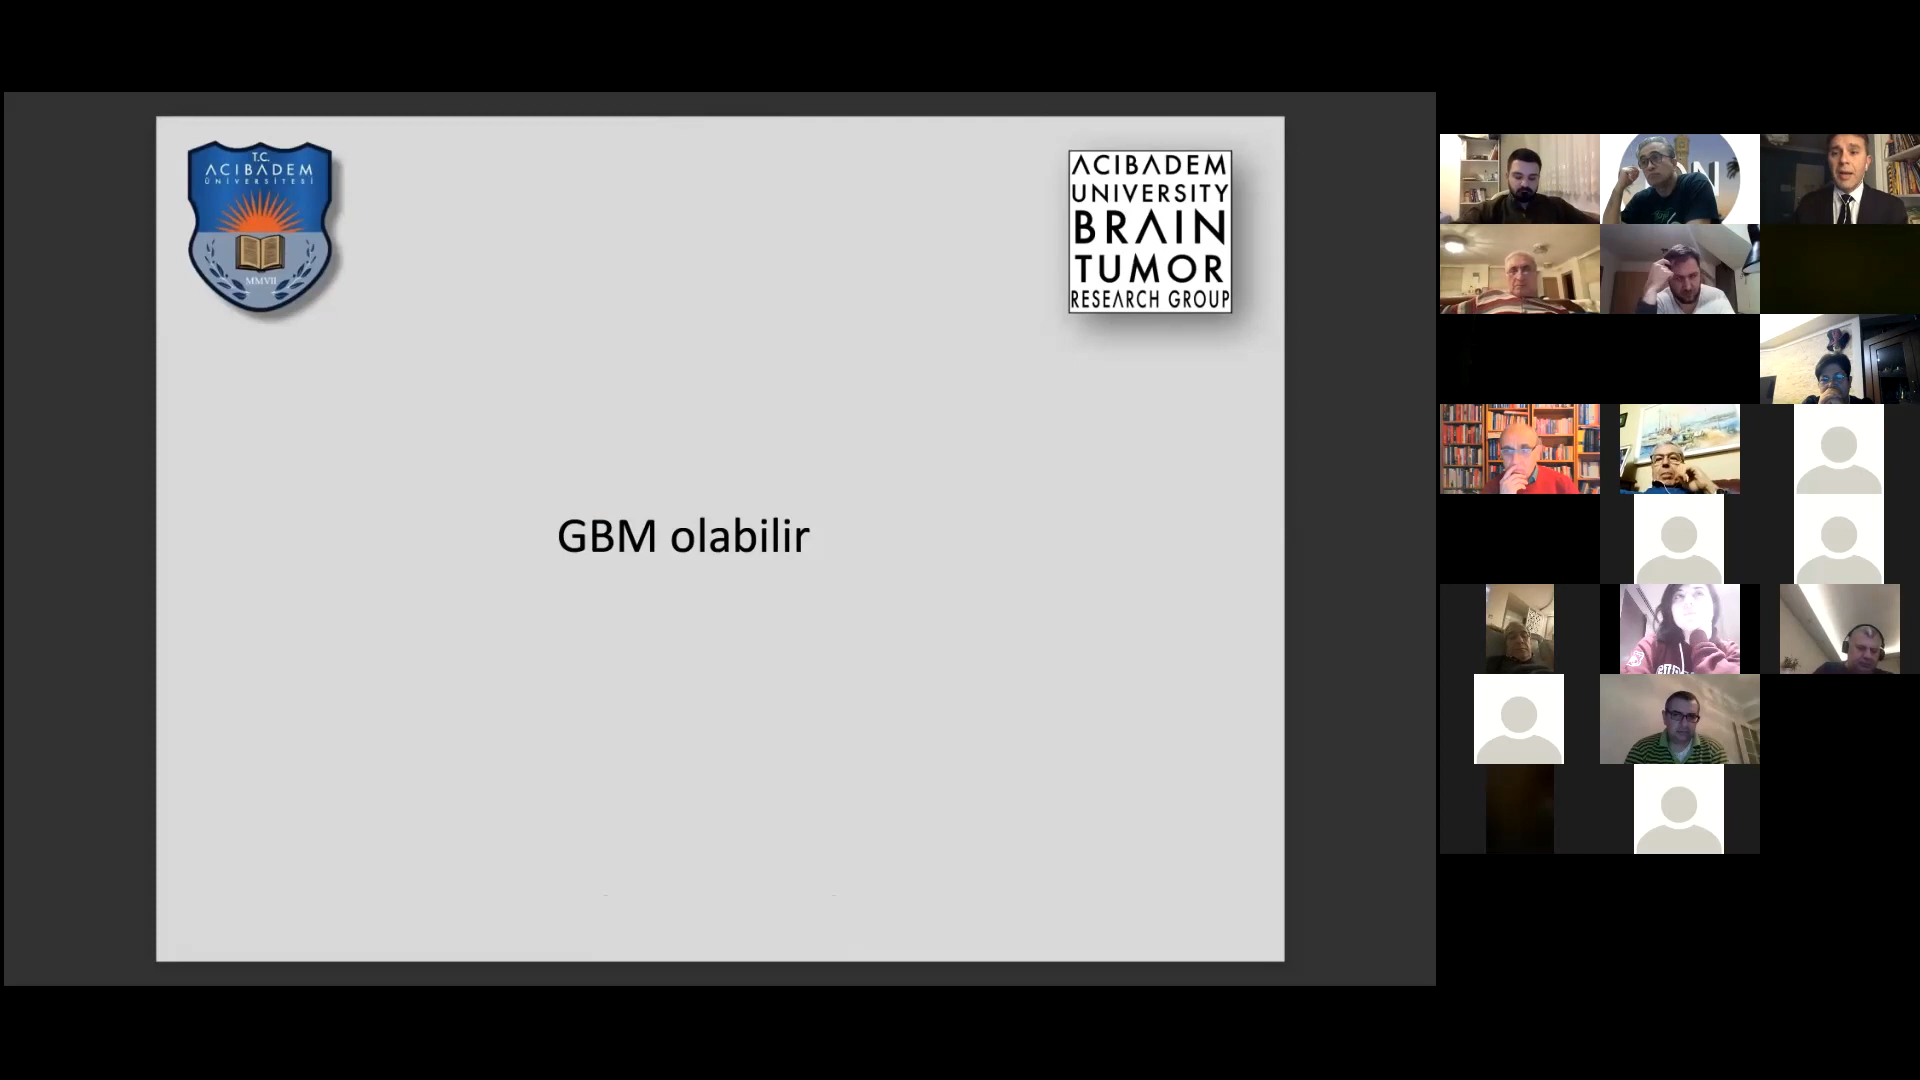 T.C.
ACIBADEM
ÜNİVERSİTESİ
MMVII
ACIBADEM
UNIVERSITY
BRAIN
TUMOR
RESEARCH GROUP
GBM olabilir